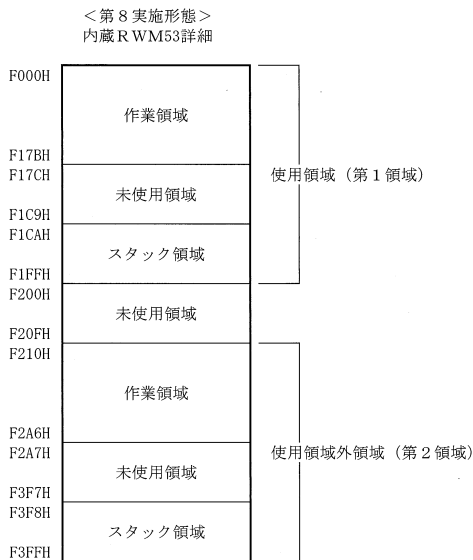 ＜第８実施形態＞
内蔵ＲＷＭ53詳細
F000H
作業領域
F17BH
F17CH
使用領域（第１領域）
未使用領域
F1C9H
F1CAH
スタック領域
F1FFH
F200H
未使用領域
F20FH
F210H
作業領域
F2A6H
F2A7H
使用領域外領域（第２領域）
未使用領域
F3F7H
F3F8H
スタック領域
F3FFH